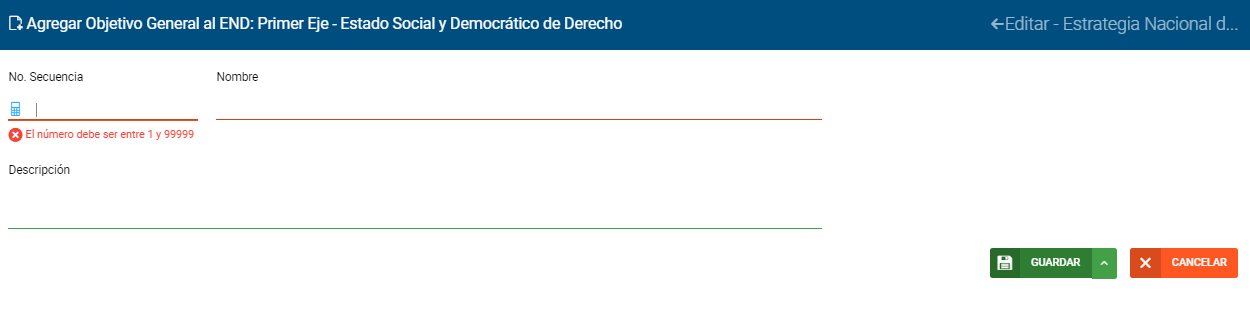 Agregar Objetivo General al END: Primer Eje - Estado Social y Democrático de Derecho
Editar - Estrategia Nacional d...
No. Secuencia
Nombre
El número debe ser entre 1 y 99999
Descripción
GUARDAR
CANCELAR